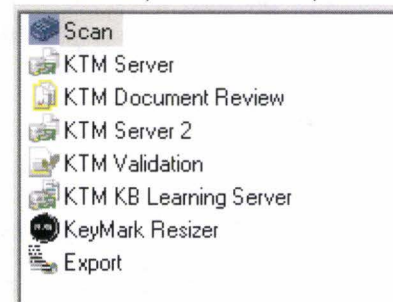 Scan
KTM Server
KTM Document Review
KTM Server 2
KTM Validation
KTM KB Learning Server
KeyMark Resizer
Export